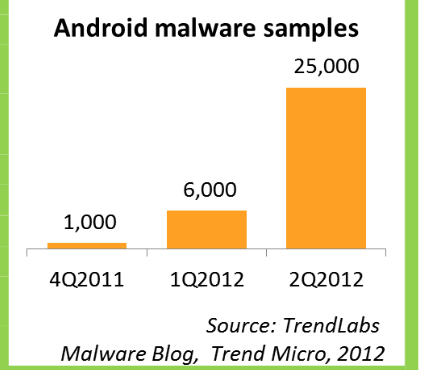 Android malware samples
25,000
6,000
1,000
4Q2011 1Q2012 2Q2012
Source: TrendLabs
Malware Blog, Trend Micro, 2012